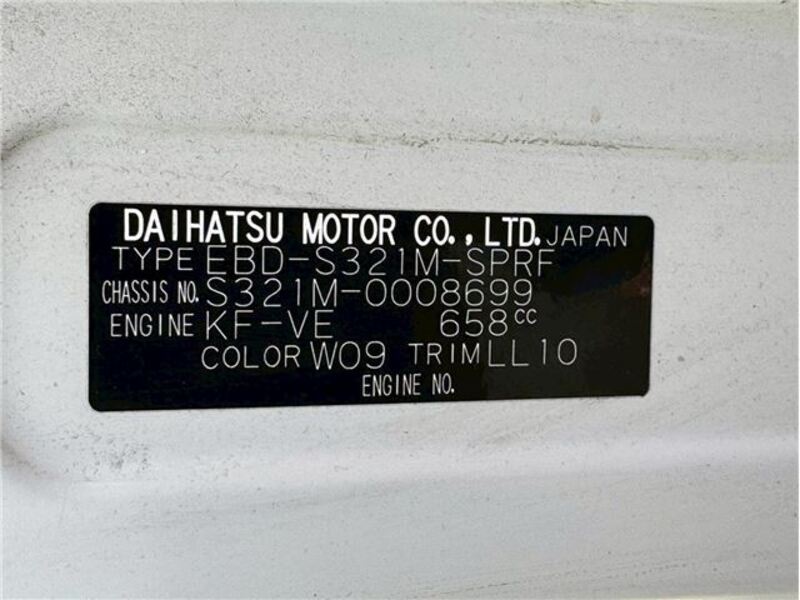 DAIHATSU MOTOR CO., LTD. JAPAN
TYPE EBD-S321M-SPRF
CHASSIS NO. S321M-0008699
ENGINE KF-VE 658cc
COLOR W09 TRIM LL10
ENGINE NO.